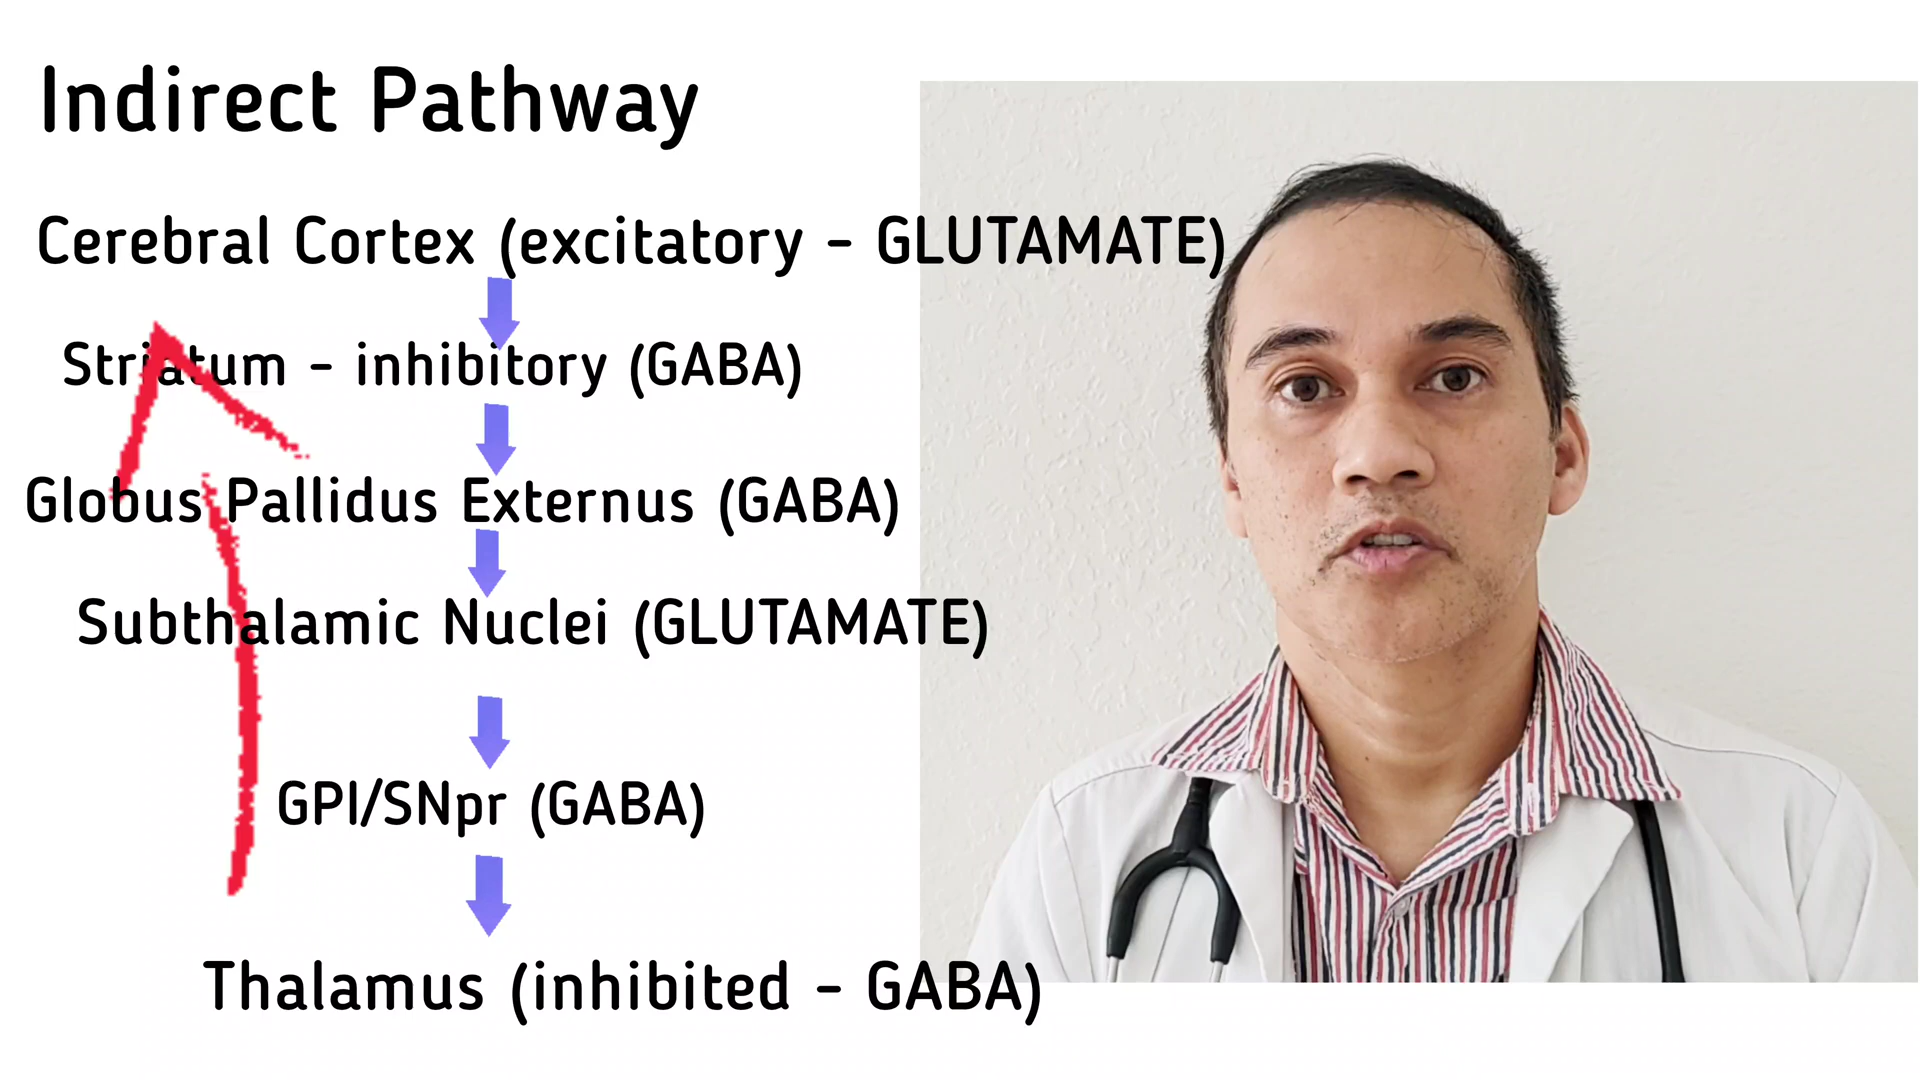 Indirect Pathway
Cerebral Cortex (excitatory - GLUTAMATE)
Striatum - inhibitory (GABA)
Globus Pallidus Externus (GABA)
Subthalamic Nuclei (GLUTAMATE)
GPI/SNpr (GABA)
Thalamus (inhibited - GABA)